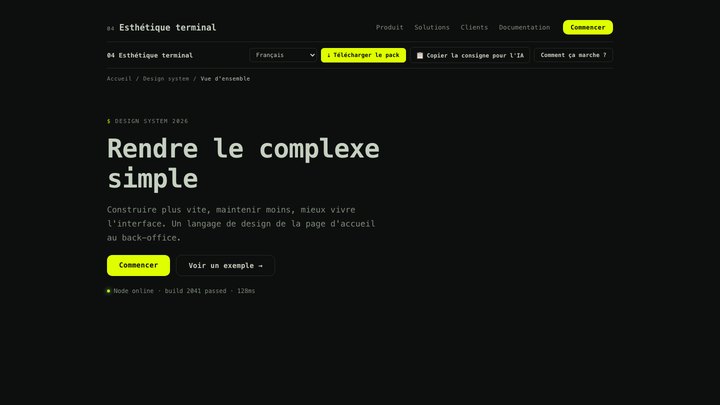 04 Esthétique terminal
Produit Solutions Clients Documentation Commencer
04 Esthétique terminal
Français
↓ Télécharger le pack
📋 Copier la consigne pour l'IA
Comment ça marche ?
Accueil / Design system / Vue d'ensemble
$ DESIGN SYSTEM 2026
Rendre le complexe
simple
Construire plus vite, maintenir moins, mieux vivre
l'interface. Un langage de design de la page d'accueil
au back-office.
Commencer
Voir un exemple →
Node online · build 2041 passed · 128ms